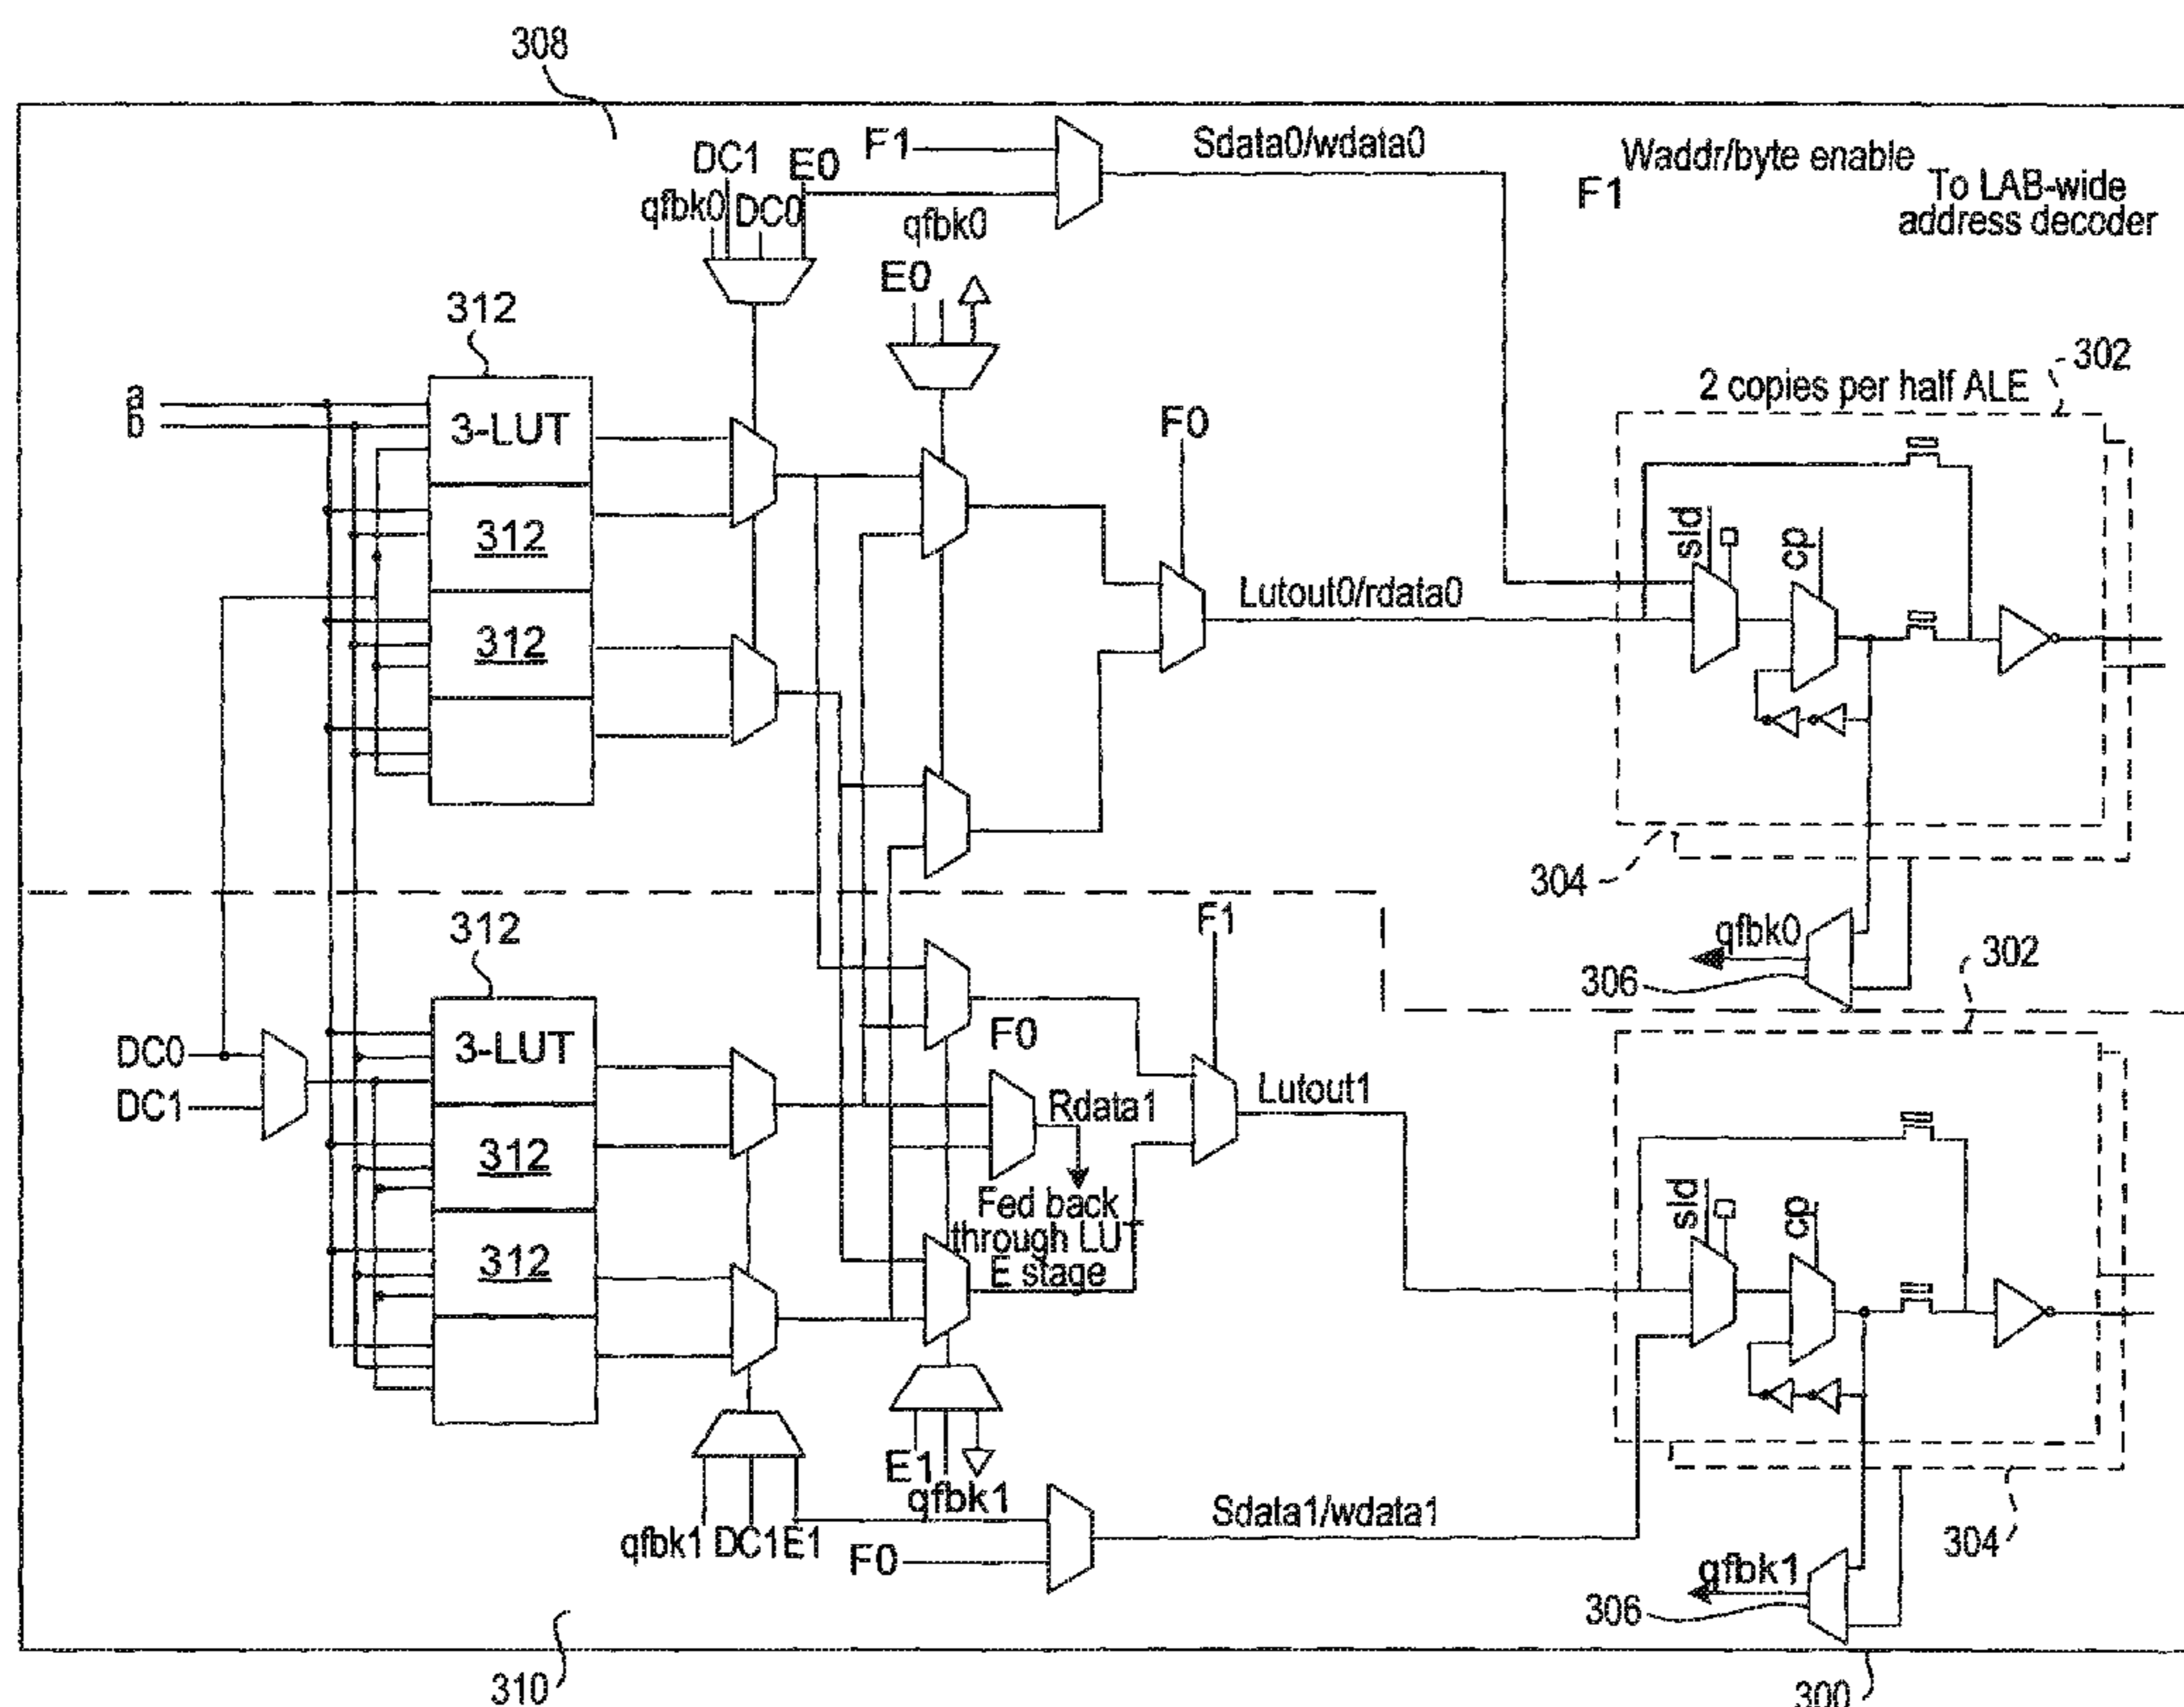 308
F1
Sdata0/wdata0
Waddr/byte enable
F1
To LAB-wide
address decoder
DC1
E0
qfbk0
DC0
qfbk0
E0
312
302
2 copies per half ALE
a
b
3-LUT
F0
312
sld
cp
Lutout0/rdata0
312
304
312
F1
qfbk0
302
306
DC0
3-LUT
F0
DC1
Rdata1
Lutout1
312
Fed back
through LUT
E stage
sld
cp
312
E1
qfbk1
qfbk1 DC1E1
Sdata1/wdata1
F0
304
qfbk1
306
310
300